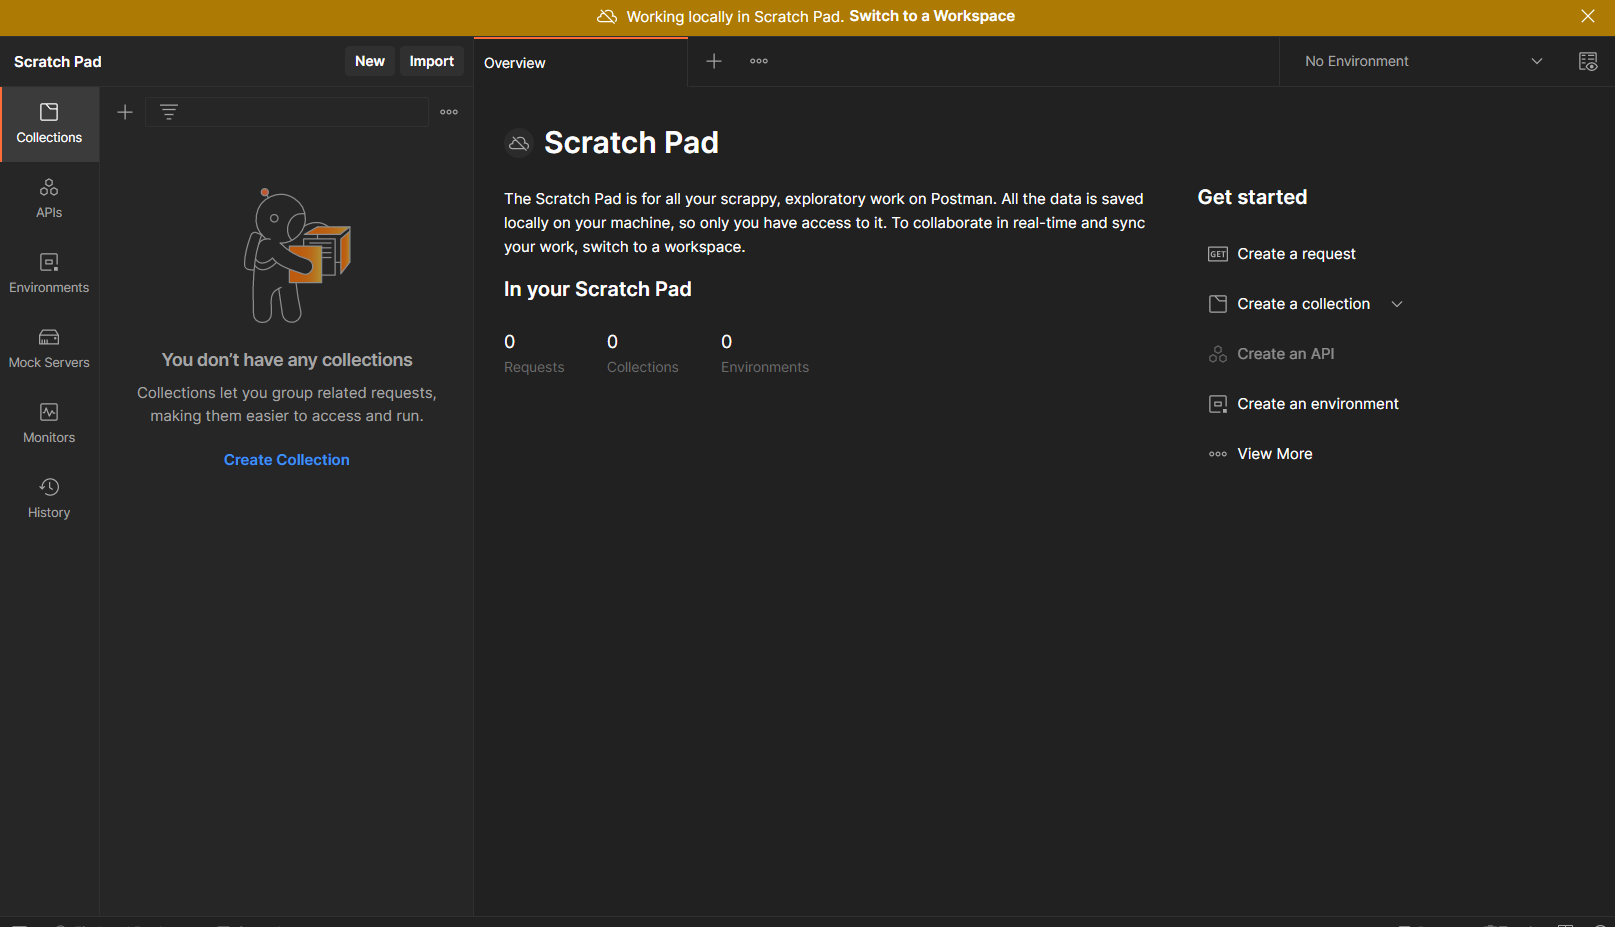 Working locally in Scratch Pad. Switch to a Workspace
Scratch Pad
New
Import
Overview
No Environment
Collections
APIs
Environments
Mock Servers
Monitors
History
You don’t have any collections
Collections let you group related requests,
making them easier to access and run.
Create Collection
Scratch Pad
The Scratch Pad is for all your scrappy, exploratory work on Postman. All the data is saved
locally on your machine, so only you have access to it. To collaborate in real-time and sync
your work, switch to a workspace.
In your Scratch Pad
0
Requests
0
Collections
0
Environments
Get started
GET Create a request
Create a collection
Create an API
Create an environment
View More